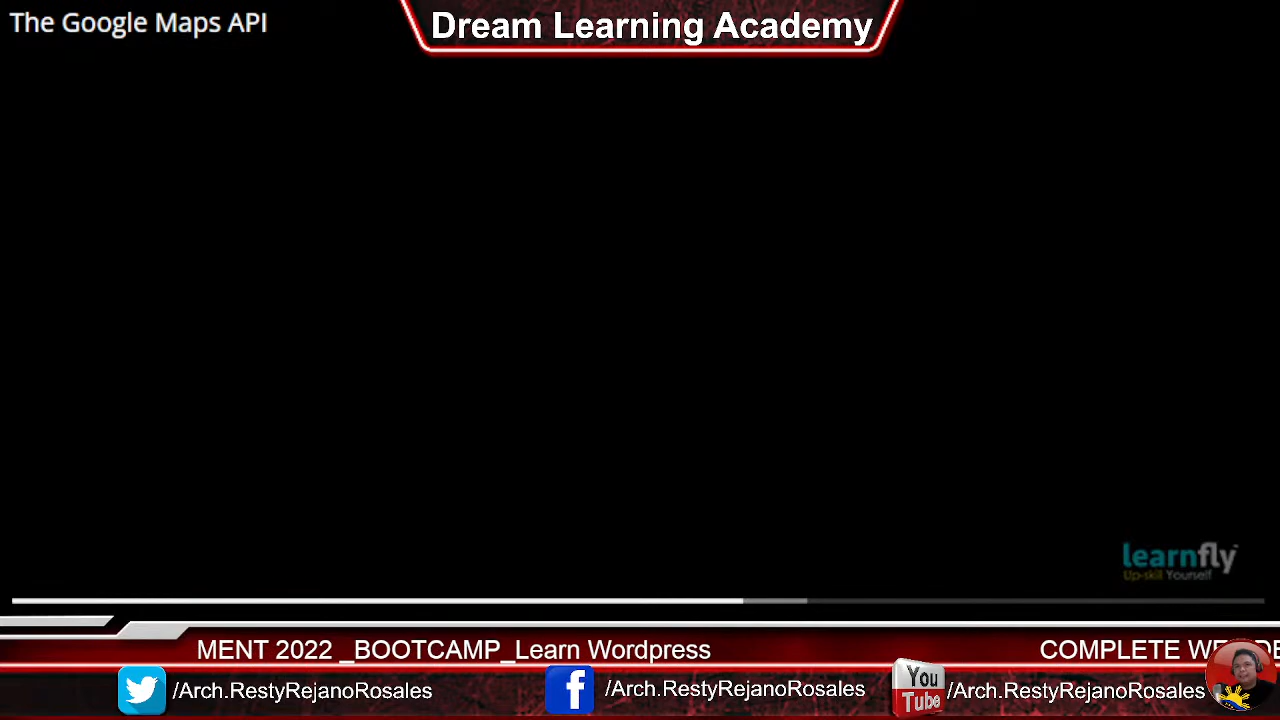 The Google Maps API
Dream Learning Academy
learnfly
Up-skill Yourself
MENT 2022 _BOOTCAMP_Learn Wordpress
COMPLETE WE
/Arch.RestyRejanoRosales
/Arch.RestyRejanoRosales
You Tube
/Arch.RestyRejanoRosales